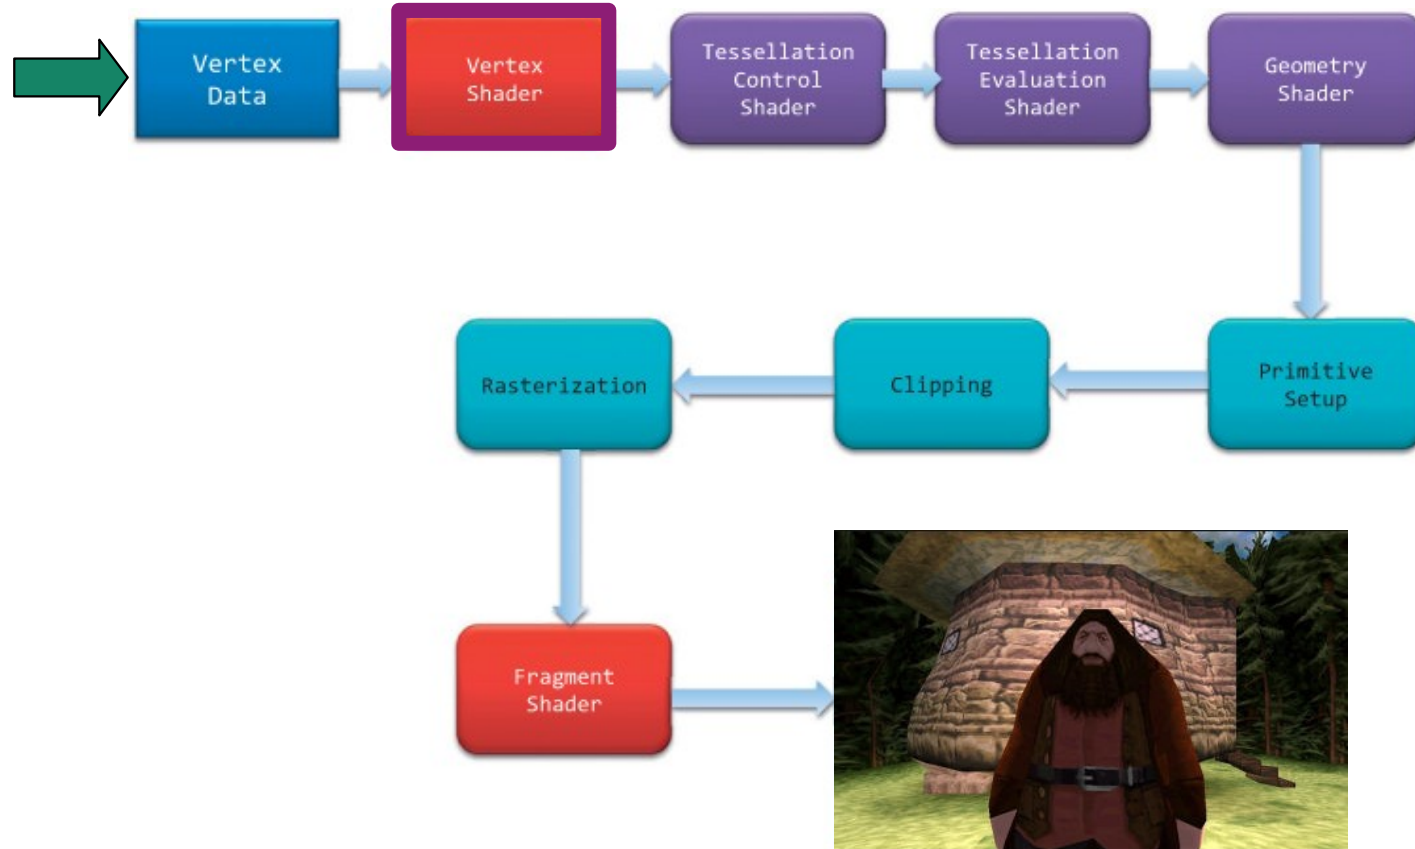 Vertex
Data
Vertex
Shader
Tessellation
Control
Shader
Tessellation
Evaluation
Shader
Geometry
Shader
Primitive
Setup
Clipping
Rasterization
Fragment
Shader